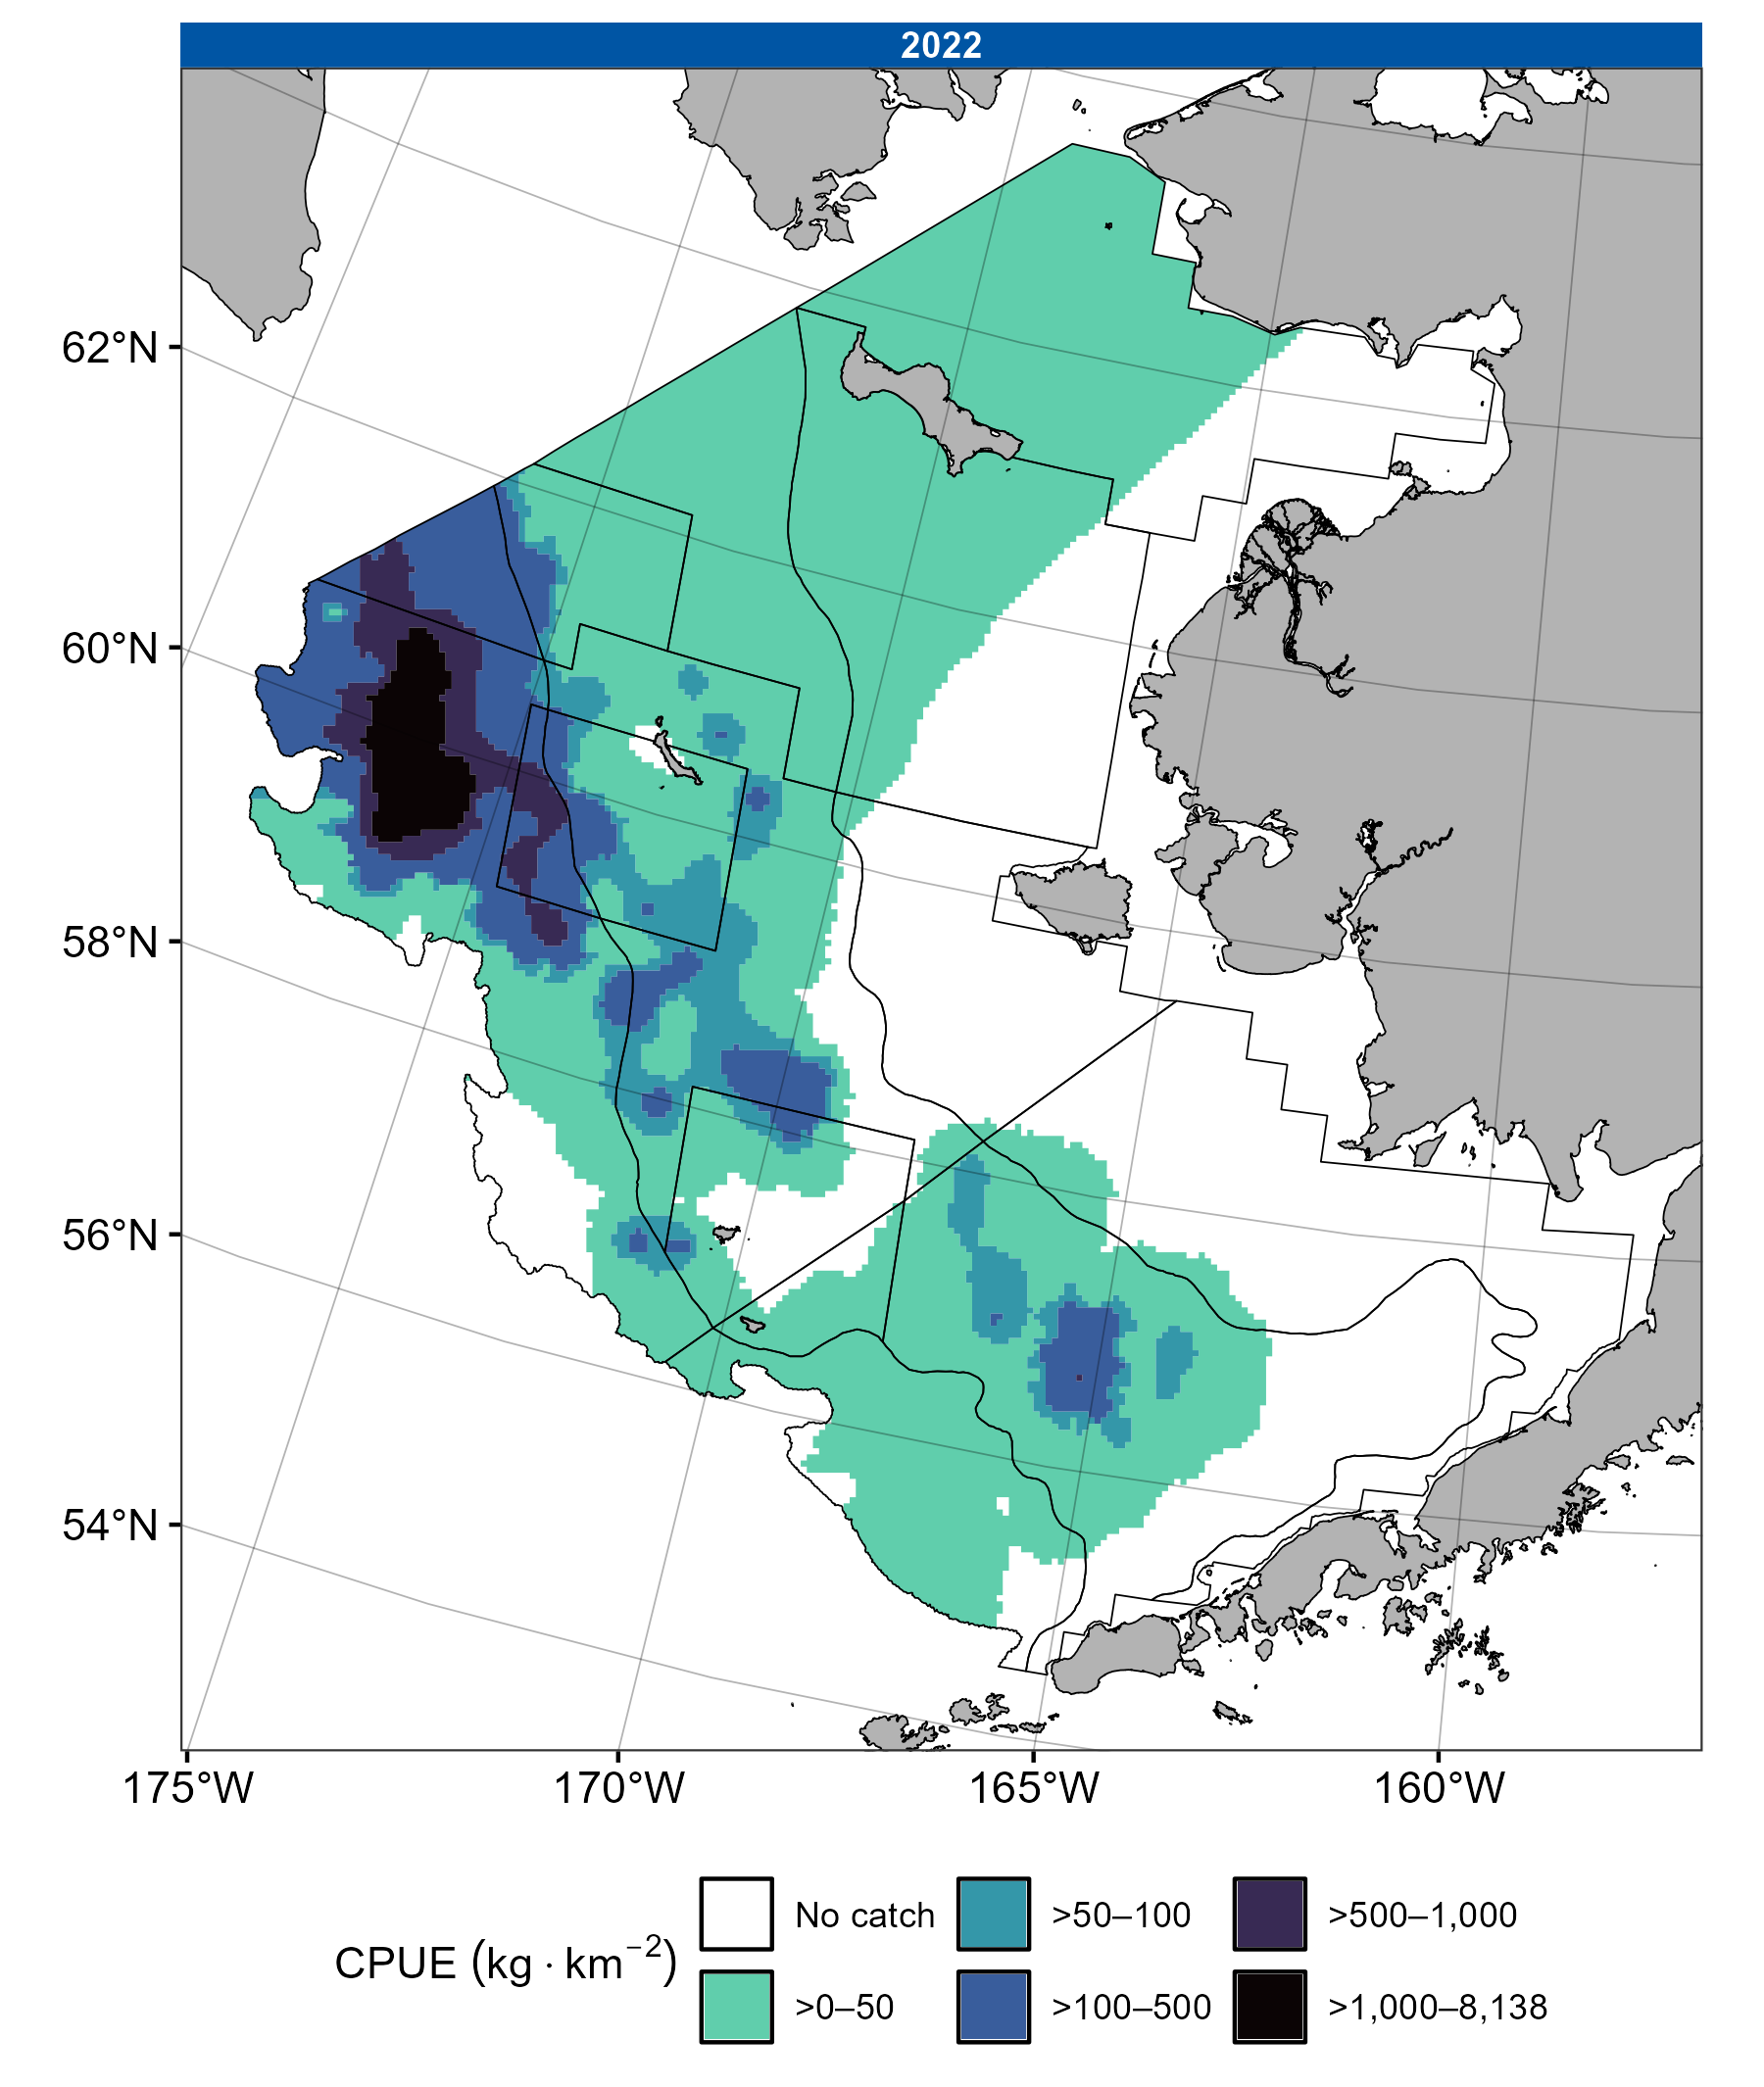 2022
62°N
60°N
58°N
56°N
54°N
175°W 170°W 165°W 160°W
CPUE (kg · km⁻²)
No catch >50–100 >500–1,000
>0–50 >100–500 >1,000–8,138